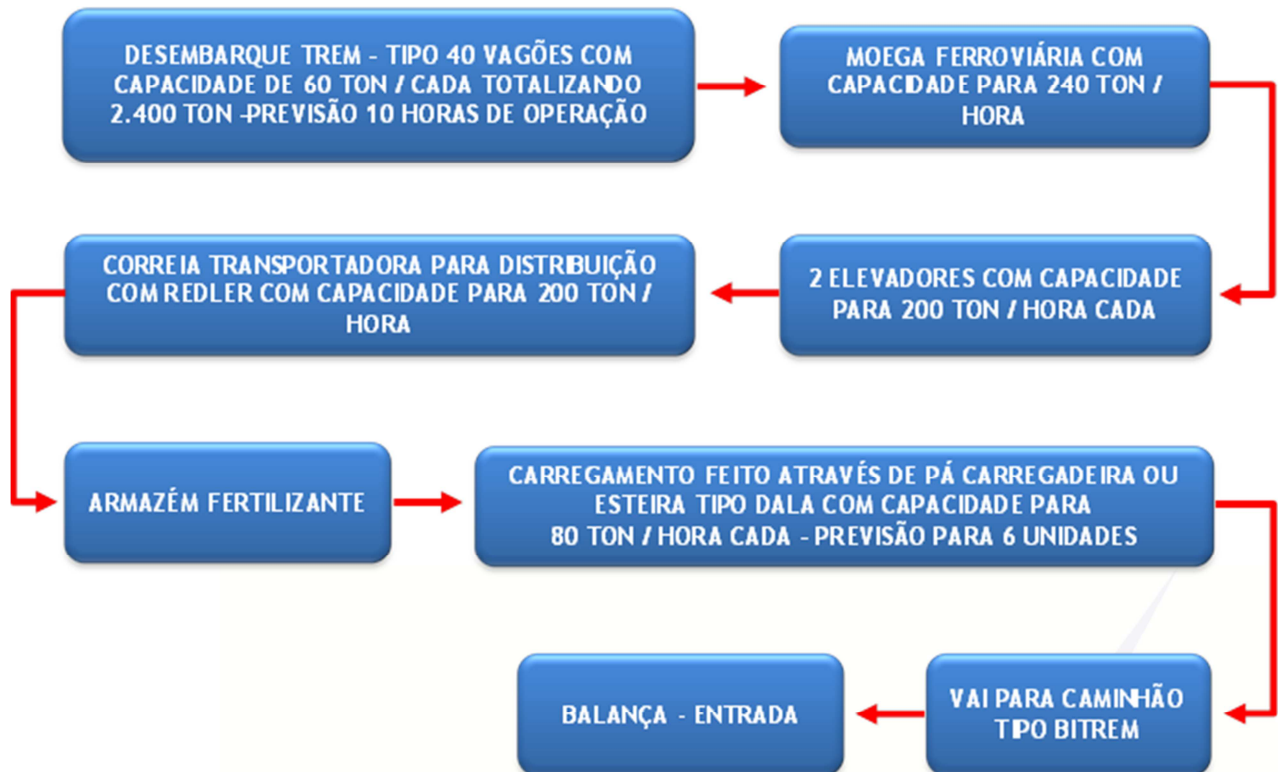 DESEMBARQUE TREM - TIPO 40 VAGÕES COM
CAPACIDADE DE 60 TON / CADA TOTALIZANDO
2.400 TON -PREVISÃO 10 HORAS DE OPERAÇÃO
MOEGA FERROVIÁRIA COM
CAPACIDADE PARA 240 TON /
HORA
2 ELEVADORES COM CAPACIDADE
PARA 200 TON / HORA CADA
CORREIA TRANSPORTADORA PARA DISTRIBUIÇÃO
COM REDLER COM CAPACIDADE PARA 200 TON /
HORA
ARMAZÉM FERTILIZANTE
CARREGAMENTO FEITO ATRAVÉS DE PÁ CARREGADEIRA OU
ESTEIRA TIPO DALA COM CAPACIDADE PARA
80 TON / HORA CADA - PREVISÃO PARA 6 UNIDADES
VAI PARA CAMINHÃO
TIPO BITREM
BALANÇA - ENTRADA